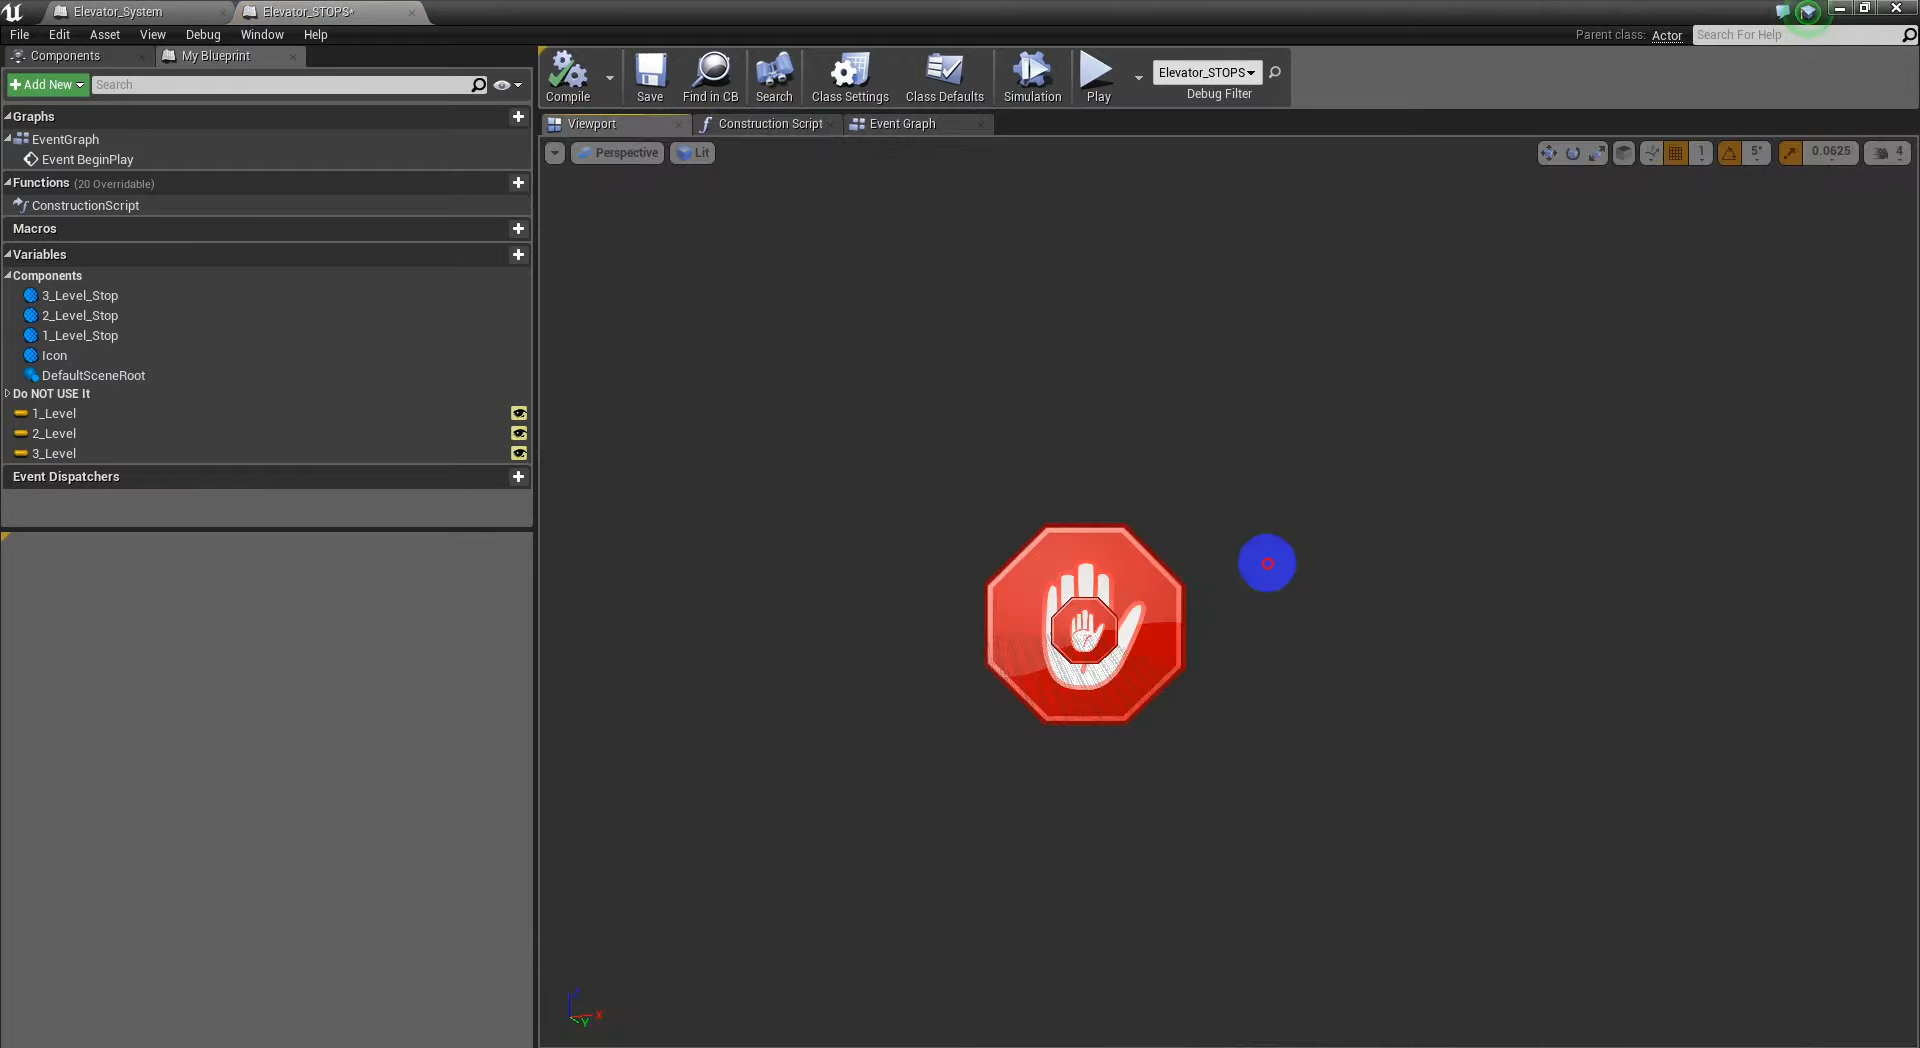 Elevator_System
Elevator_STOPS*
File Edit Asset View Debug Window Help
Parent class: Actor
Search For Help
Components
My Blueprint
Add New
Search
Graphs
EventGraph
Event BeginPlay
Functions (20 Overridable)
ConstructionScript
Macros
Variables
Components
3_Level_Stop
2_Level_Stop
1_Level_Stop
Icon
DefaultSceneRoot
Do NOT USE It
1_Level
2_Level
3_Level
Event Dispatchers
Compile
Save
Find in CB
Search
Class Settings
Class Defaults
Simulation
Play
Elevator_STOPS
Debug Filter
Viewport
Construction Script
Event Graph
Perspective
Lit
1
5°
0.0625
4
Z
X
Y